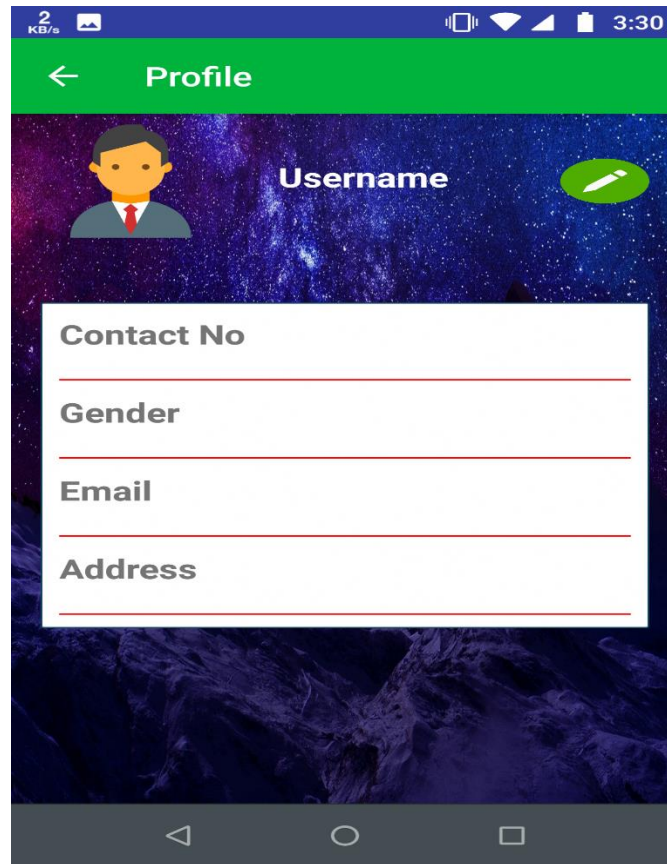 2
KB/s
3:30
Profile
Username
Contact No
Gender
Email
Address